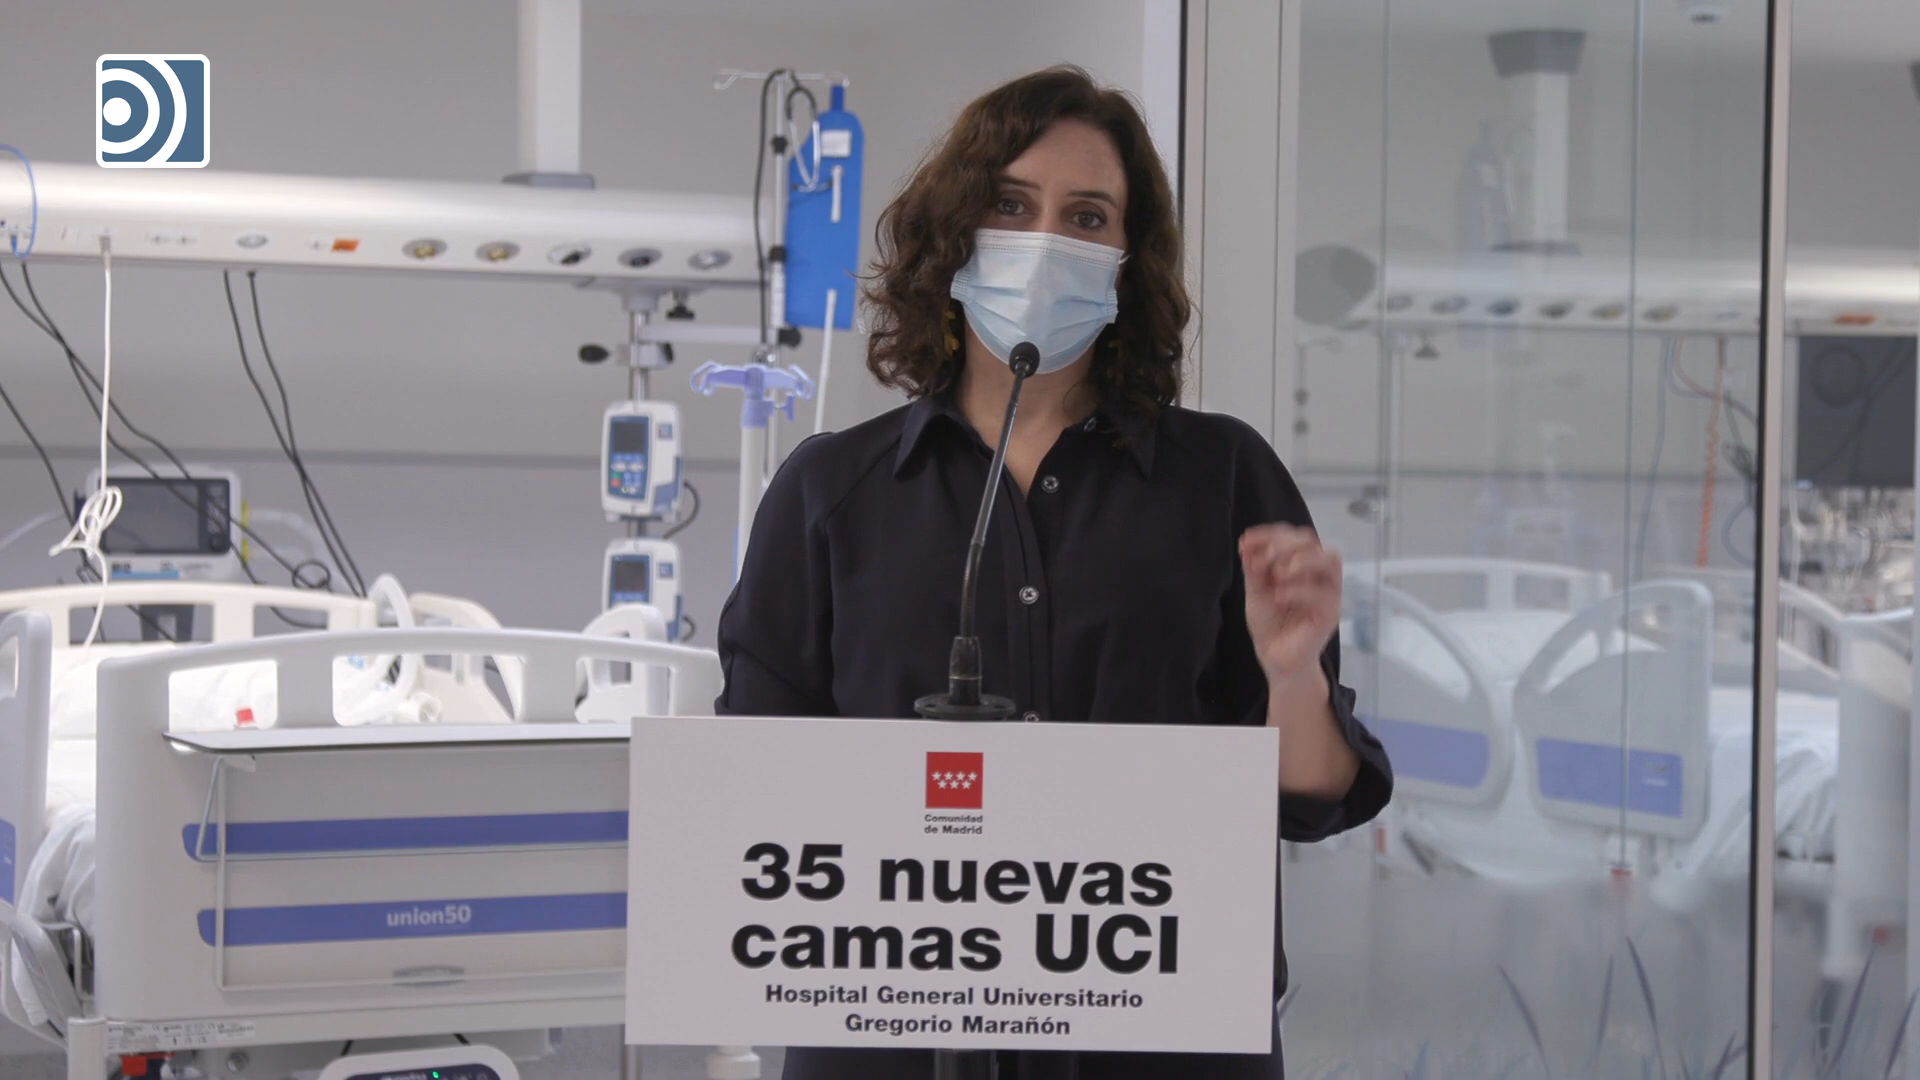 Comunidad
de Madrid
35 nuevas
camas UCI
Hospital General Universitario
Gregorio Marañón
union50